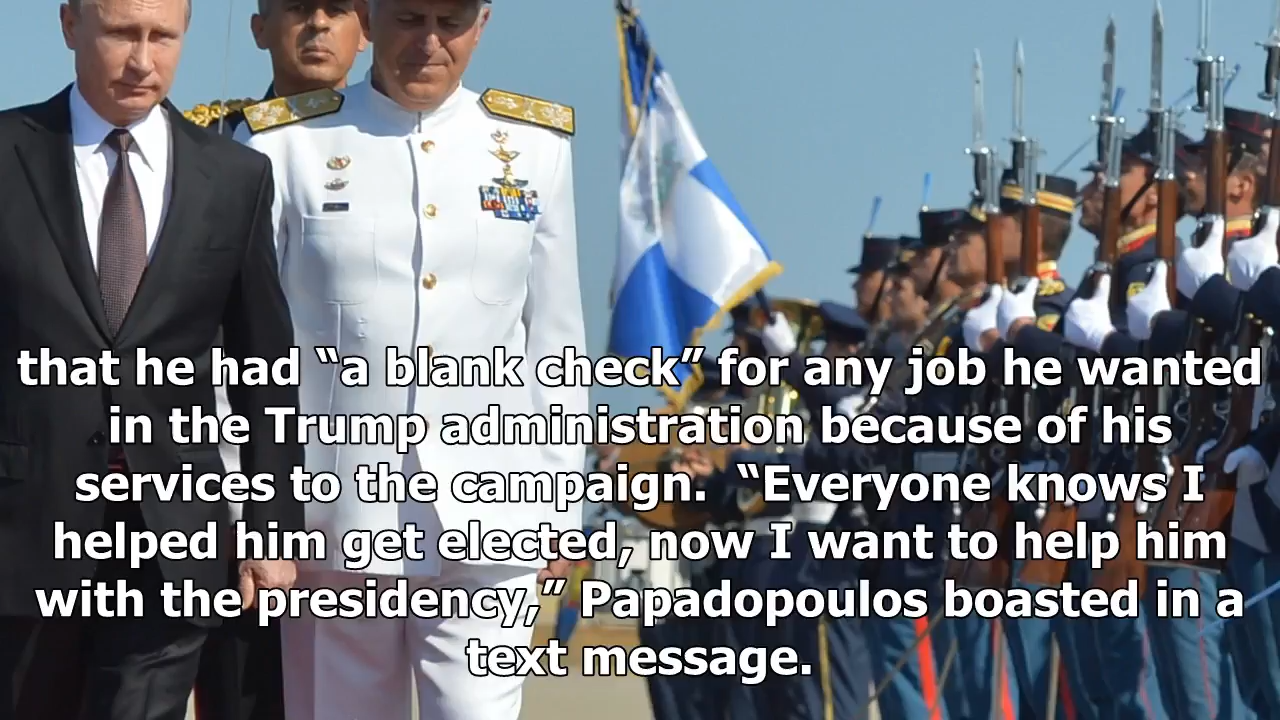 that he had “a blank check” for any job he wanted
in the Trump administration because of his
services to the campaign.  “Everyone knows I
helped him get elected, now I want to help him
with the presidency,” Papadopoulos boasted in a
text message.